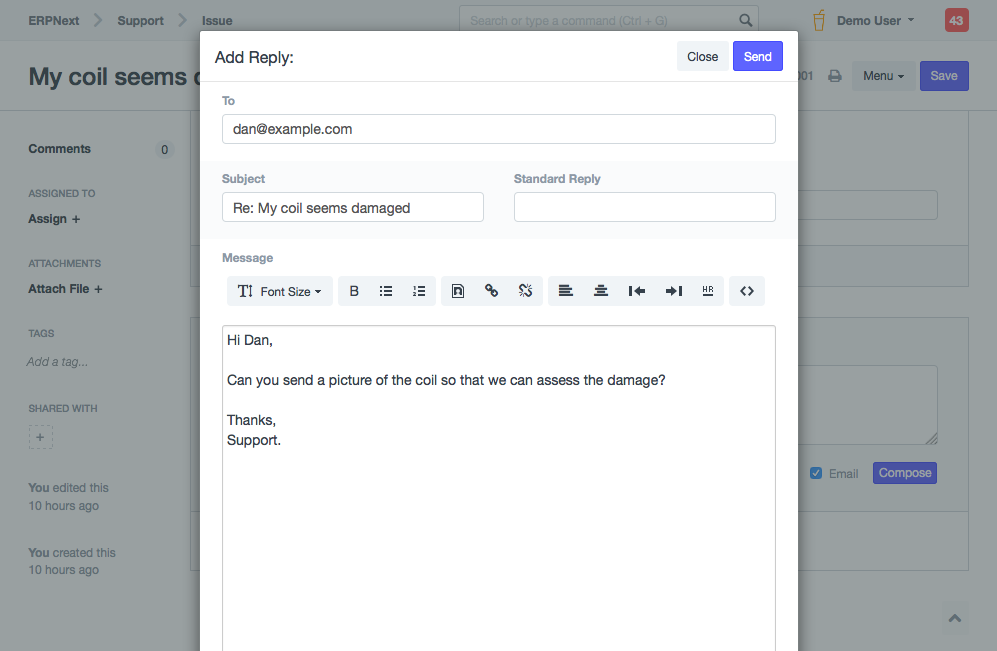 ERPNext Support Issue
Search or type a command (Ctrl + G)
Demo User
43
My coil seems
001
Menu
Save
Add Reply:
Close
Send
To
dan@example.com
Subject
Standard Reply
Re: My coil seems damaged
Message
Font Size
B
HR
Hi Dan,
Can you send a picture of the coil so that we can assess the damage?
Thanks,
Support.
Comments 0
ASSIGNED TO
Assign +
ATTACHMENTS
Attach File +
TAGS
Add a tag...
SHARED WITH
+
You edited this
10 hours ago
You created this
10 hours ago
Email
Compose